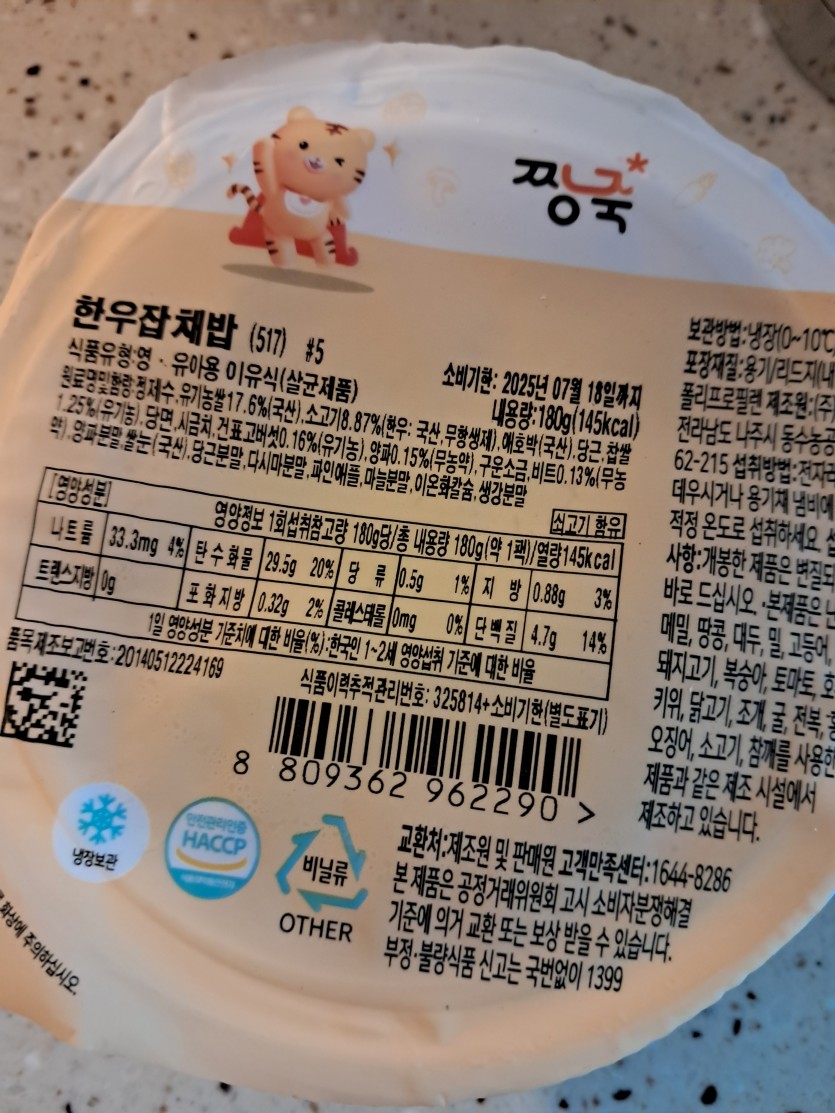 찡국*
한우잡채밥 (517) #5
식품유형:영·유아용 이유식(살균제품)
소비기한: 2025년 07월 18일까지
내용량:180g(145kcal)
원료명및함량:정제수,유기농쌀17.6%(국산),소고기8.87%(한우: 국산,무항생제),애호박(국산),당근,찹쌀
1.25%(유기농),당면,시금치,건표고버섯0.16%(유기농),양파0.15%(무농약),구운소금,비트0.13%(무농
약),양파분말,쌀눈(국산),당근분말,다시마분말,파인애플,마늘분말,이온화칼슘,생강분말
쇠고기 함유
[영양성분]
영양정보 1회섭취참고량 180g당/총 내용량 180g(약 1팩)/열량145kcal
나트륨 33.3mg 4% 탄수화물 29.5g 20% 당류 0.5g 1% 지방 0.88g 3%
트랜스지방 0g 포화지방 0.32g 2% 콜레스테롤 0mg 0% 단백질 4.7g 14%
1일 영양성분 기준치에 대한 비율(%):한국인 1~2세 영양섭취 기준에 대한 비율
품목제조보고번호:20140512224169
식품이력추적관리번호: 325814+소비기한(별도표기)
8 809362 962290 >
보관방법:냉장(0~10℃
포장재질:용기/리드지(내
폴리프로필렌 제조원:(주)
전라남도 나주시 동수농공
62-215 섭취방법:전자레
데우시거나 용기채 냄비에
적정 온도로 섭취하세요
사항:개봉한 제품은 변질되
바로 드십시오.·본제품은
메밀, 땅콩, 대두, 밀, 고등어,
돼지고기, 복숭아, 토마토, 호
키위, 닭고기, 조개, 굴, 전복,
오징어, 소고기, 참깨를 사용한
제품과 같은 제조 시설에서
제조하고 있습니다.
냉장보관
안전관리인증
HACCP
비닐류
OTHER
교환처:제조원 및 판매원 고객만족센터:1644-8286
본 제품은 공정거래위원회 고시 소비자분쟁해결
기준에 의거 교환 또는 보상 받을 수 있습니다.
부정·불량식품 신고는 국번없이 1399
화상에 주의하십시오.